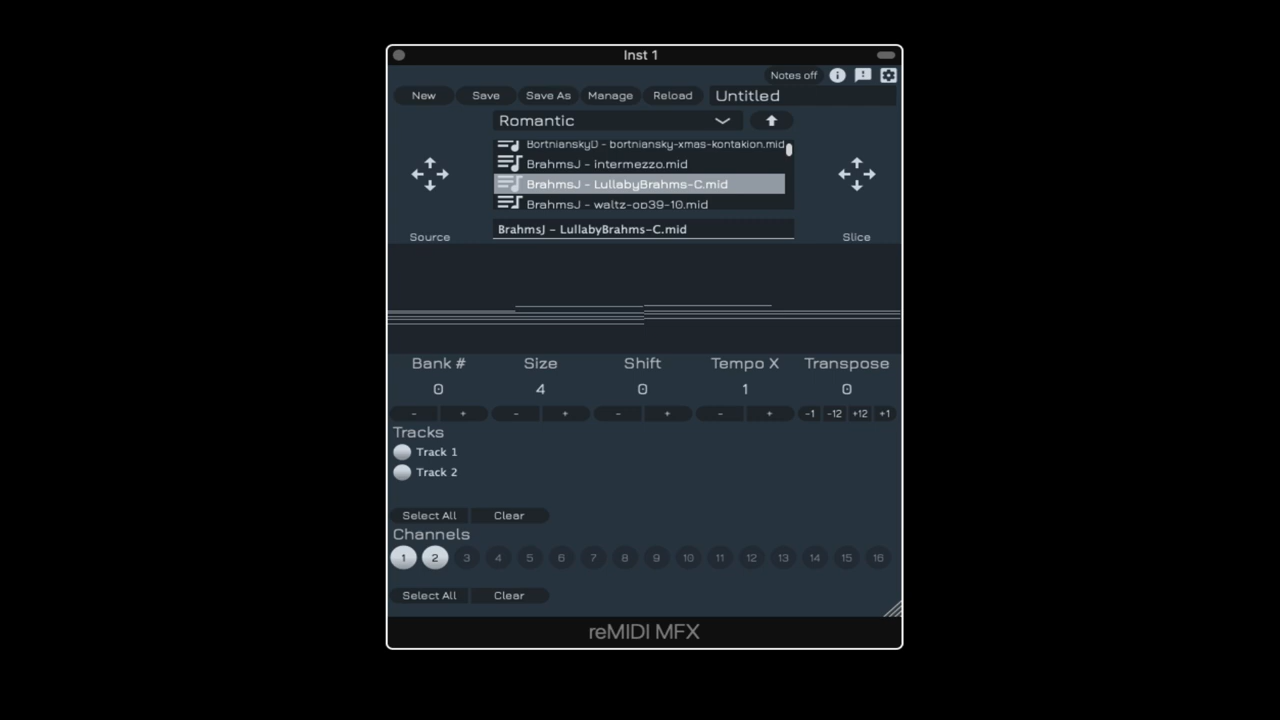 Inst 1
Notes off
New Save Save As Manage Reload Untitled
Romantic
BortnianskyD - bortniansky-xmas-kontakion.mid
BrahmsJ - intermezzo.mid
BrahmsJ - LullabyBrahms-C.mid
BrahmsJ - waltz-op39-10.mid
BrahmsJ - LullabyBrahms-C.mid
Source Slice
Bank # Size Shift Tempo X Transpose
0 4 0 1 0
- + - + - + - + -1 -12 +12 +1
Tracks
Track 1
Track 2
Select All Clear
Channels
1 2 3 4 5 6 7 8 9 10 11 12 13 14 15 16
Select All Clear
reMIDI MFX